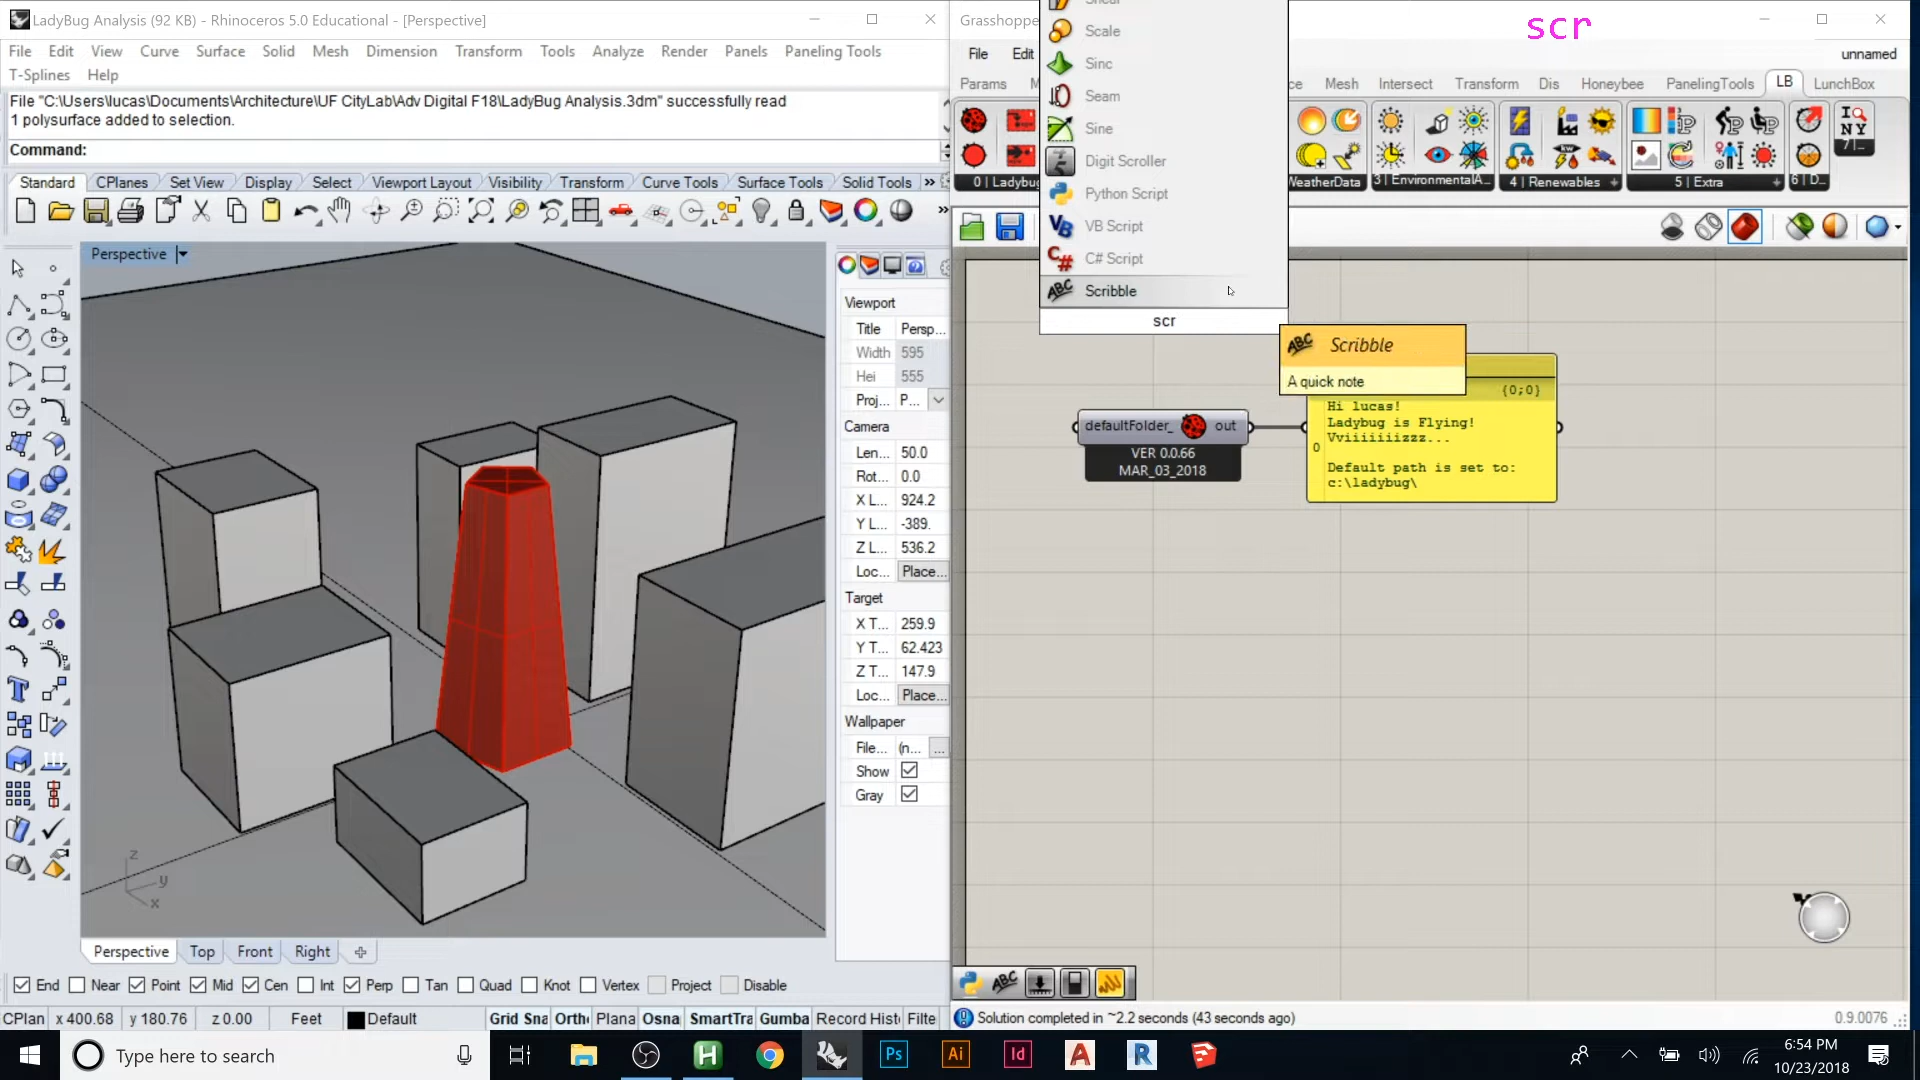 LadyBug Analysis (92 KB) - Rhinoceros 5.0 Educational - [Perspective]
File Edit View Curve Surface Solid Mesh Dimension Transform Tools Analyze Render Panels Paneling Tools
T-Splines Help
File "C:\Users\lucas\Documents\Architecture\UF CityLab\Adv Digital F18\LadyBug Analysis.3dm" successfully read
1 polysurface added to selection.
Command:
Standard CPlanes Set View Display Select Viewport Layout Visibility Transform Curve Tools Surface Tools Solid Tools
Perspective
Viewport
Title Persp...
Width 595
Hei 555
Proj... P...
Camera
Len... 50.0
Rot... 0.0
X L... 924.2
Y L... -389.
Z L... 536.2
Loc... Place...
Target
X T... 259.9
Y T... 62.423
Z T... 147.9
Loc... Place...
Wallpaper
File... (n... ...
Show
Gray
z
y
x
Perspective Top Front Right
End Near Point Mid Cen Int Perp Tan Quad Knot Vertex Project Disable
CPlan x 400.68 y 180.76 z 0.00 Feet Default Grid Sna Orth Plana Osna SmartTra Gumba Record Hist Filte
Grasshoppe
scr
File Edit
unnamed
Params M
ce Mesh Intersect Transform Dis Honeybee PanelingTools LB LunchBox
0 | Ladybug
WeatherData
3 | EnvironmentalA...
4 | Renewables
5 | Extra
6 | D...
7 |...
I NY
Shear
Scale
Sinc
Seam
Sine
Digit Scroller
Python Script
VB Script
C# Script
ABC Scribble
scr
ABC Scribble
A quick note
{0;0}
defaultFolder_ out
VER 0.0.66
MAR_03_2018
0
Hi lucas!
Ladybug is Flying!
Vviiiiiiizzz...
Default path is set to:
c:\ladybug\
ABC
Solution completed in ~2.2 seconds (43 seconds ago)
0.9.0076
Type here to search
H
Ps
Ai
Id
A
R
6:54 PM
10/23/2018